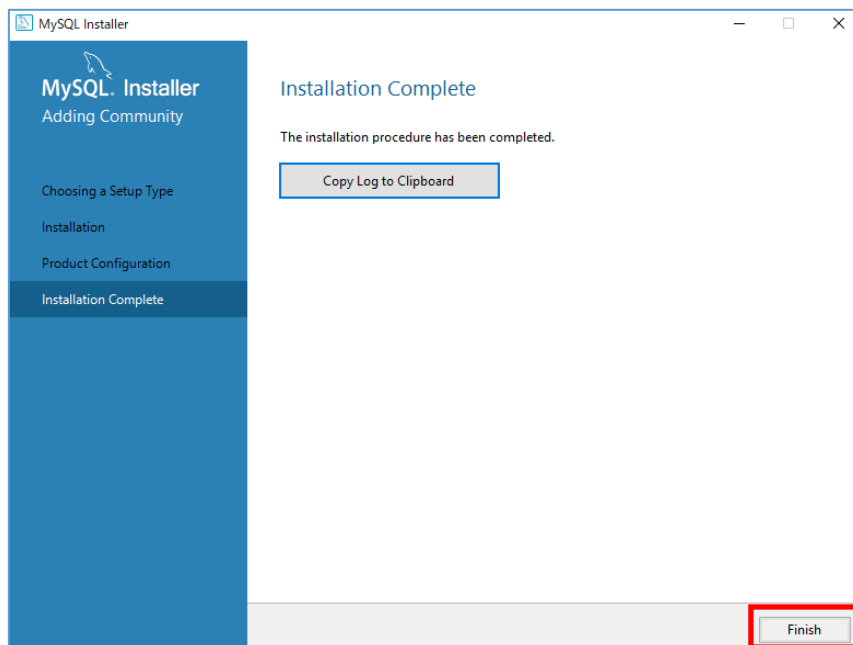 MySQL Installer
MySQL. Installer
Adding Community
Choosing a Setup Type
Installation
Product Configuration
Installation Complete
Installation Complete
The installation procedure has been completed.
Copy Log to Clipboard
Finish